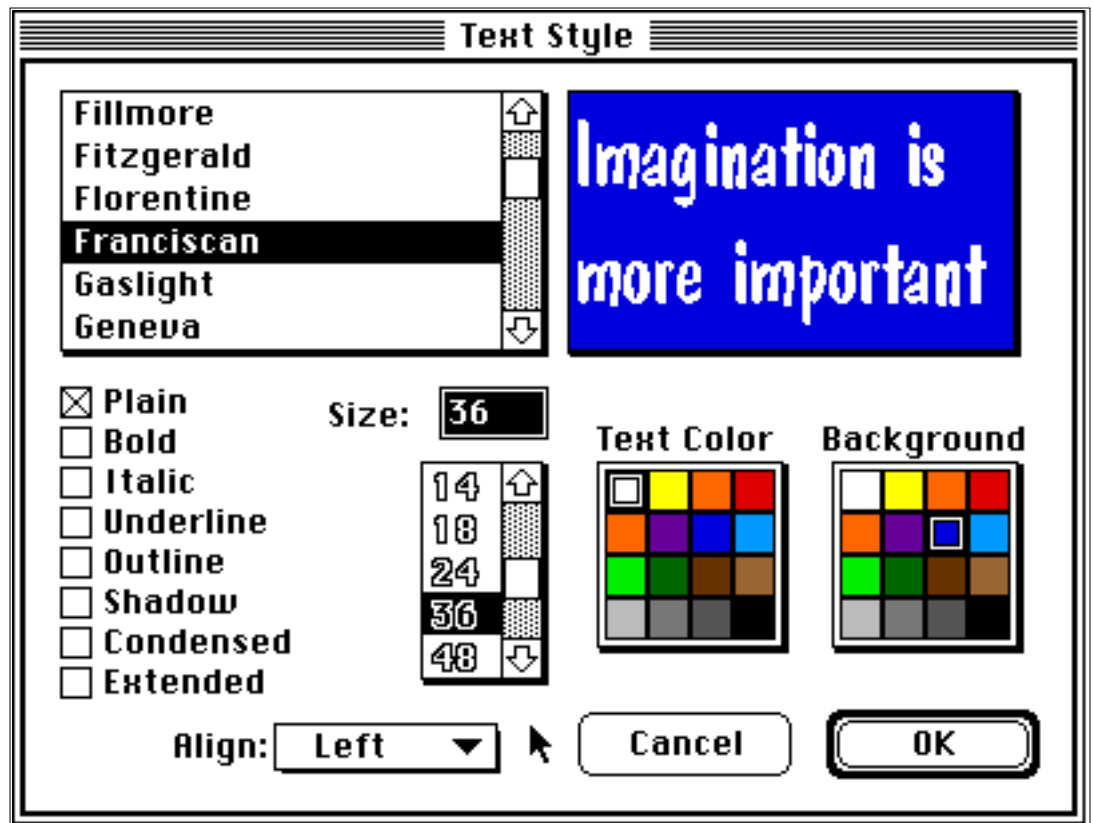 Text Style
Fillmore
Fitzgerald
Florentine
Franciscan
Gaslight
Geneva
Imagination is
more important
Plain
Bold
Italic
Underline
Outline
Shadow
Condensed
Extended
Size: 36
14
18
24
36
48
Text Color
Background
Align: Left
Cancel
OK